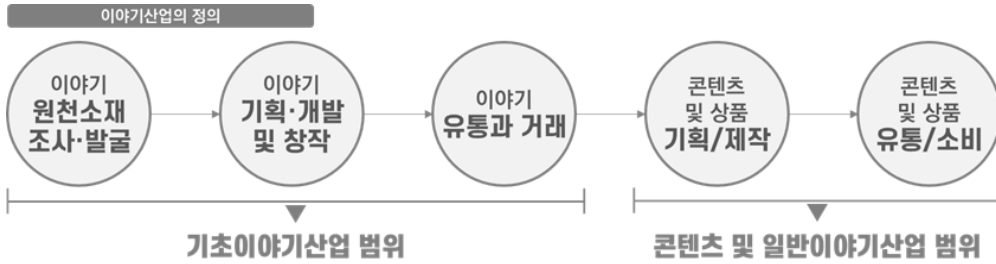 이야기산업의 정의
이야기
원천소재
조사·발굴
이야기
기획·개발
및 창작
이야기
유통과 거래
콘텐츠
및 상품
기획/제작
콘텐츠
및 상품
유통/소비
기초이야기산업 범위
콘텐츠 및 일반이야기산업 범위